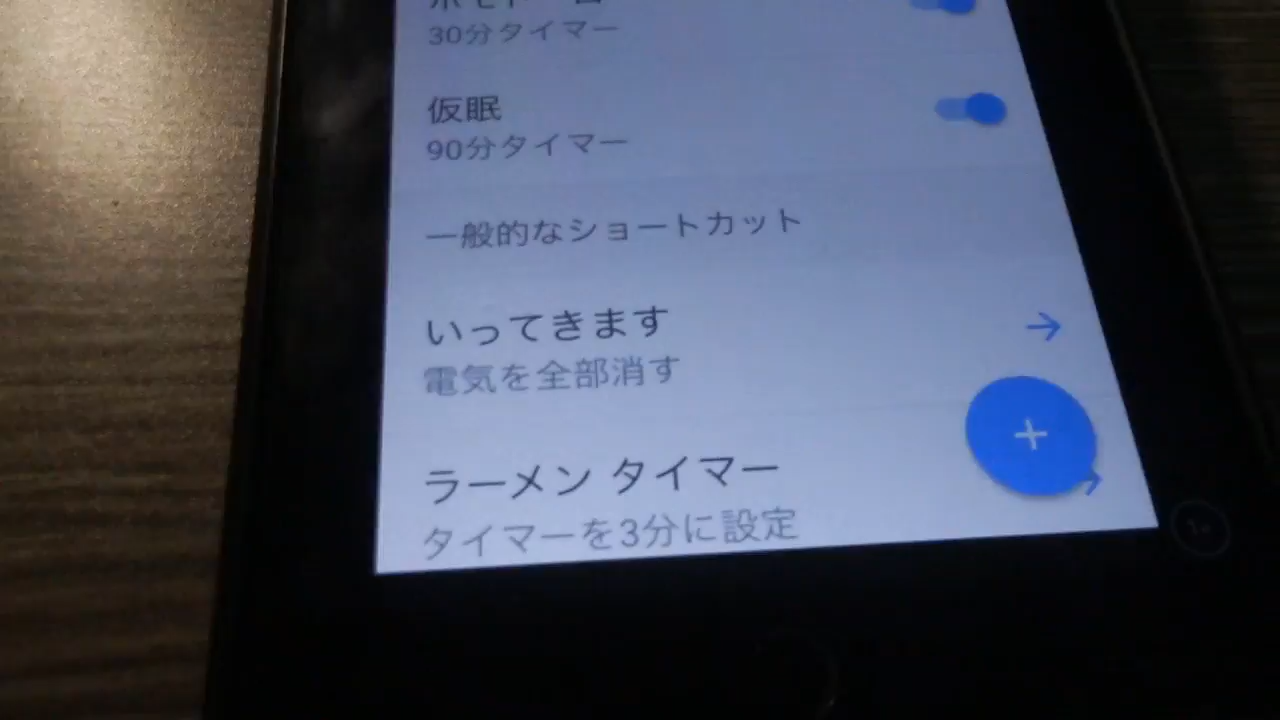 30分タイマー
仮眠
90分タイマー
一般的なショートカット
いってきます
電気を全部消す
ラーメン タイマー
タイマーを3分に設定